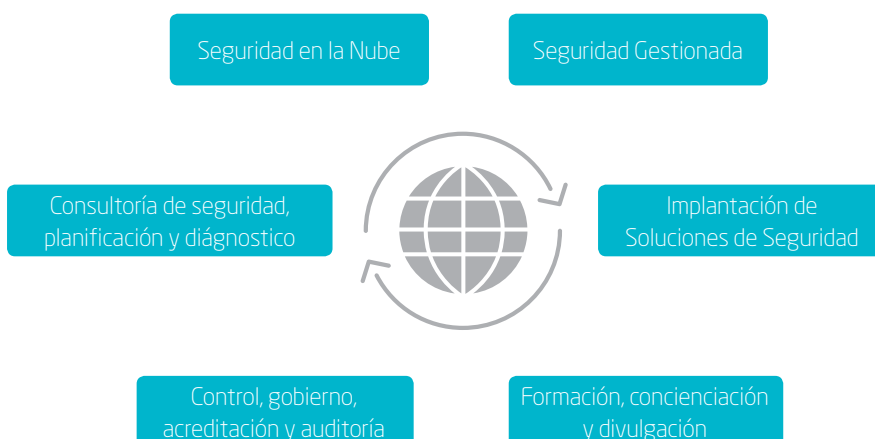 Seguridad en la Nube
Seguridad Gestionada
Consultoría de seguridad,
planificación y diágnostico
Implantación de
Soluciones de Seguridad
Control, gobierno,
acreditación y auditoría
Formación, concienciación
y divulgación